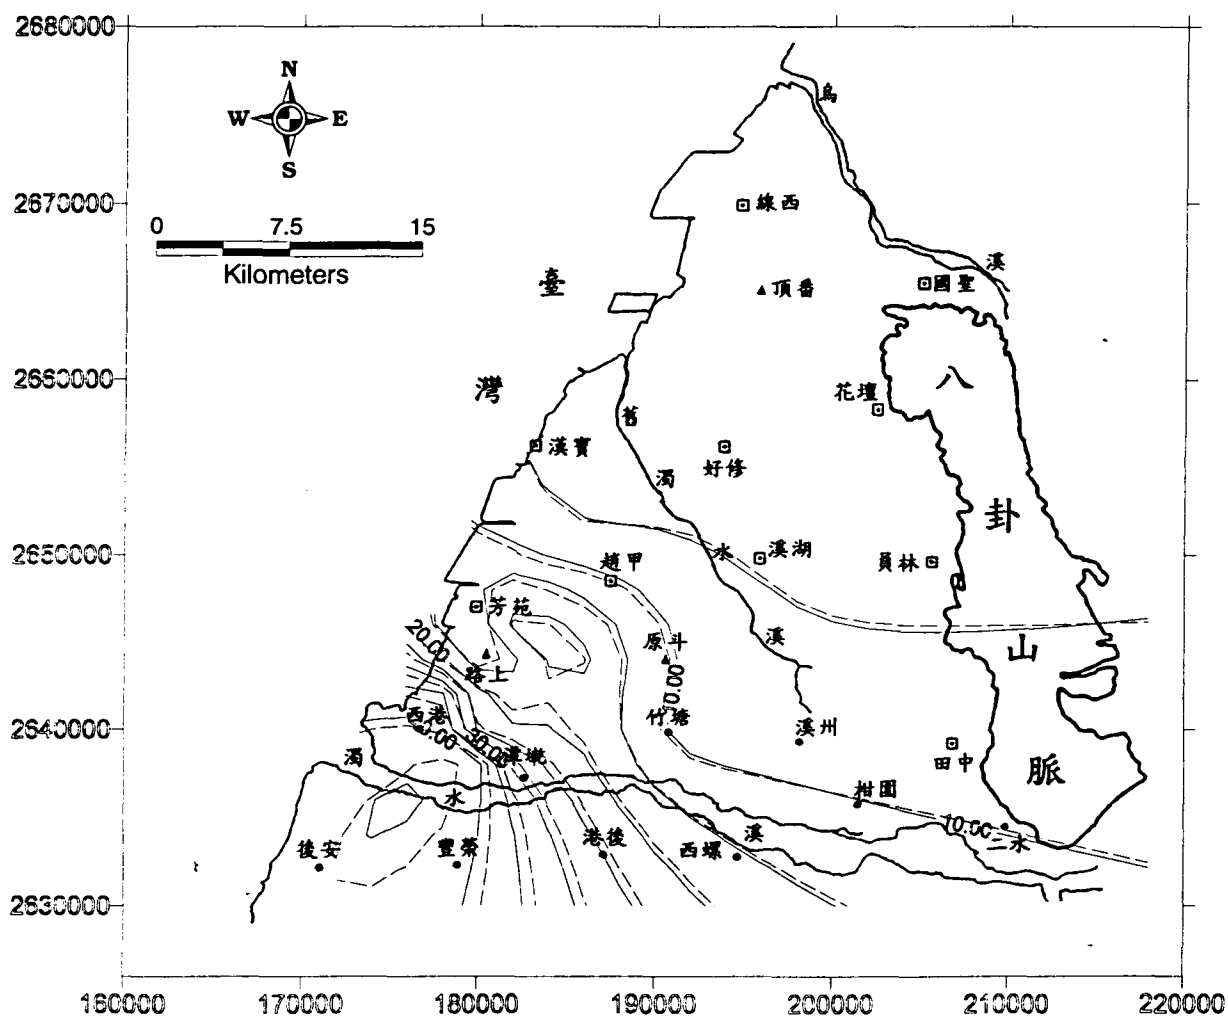 2680000
N
W E
S
烏
2670000
0 7.5 15
Kilometers
線西
溪
國聖
臺
頂番
2660000
灣
八
花壇
舊
漢寶
好修
濁
卦
2650000
水
溪湖
趙甲
員林
芳苑
20.00
原斗
溪
山
路上
0.00
竹塘
2640000
西港
0.00
30.00
溪州
田中
脈
濁
水
柑園
10.00
二水
後安
豐榮
港後
西螺
溪
2630000
160000 170000 180000 190000 200000 210000 220000